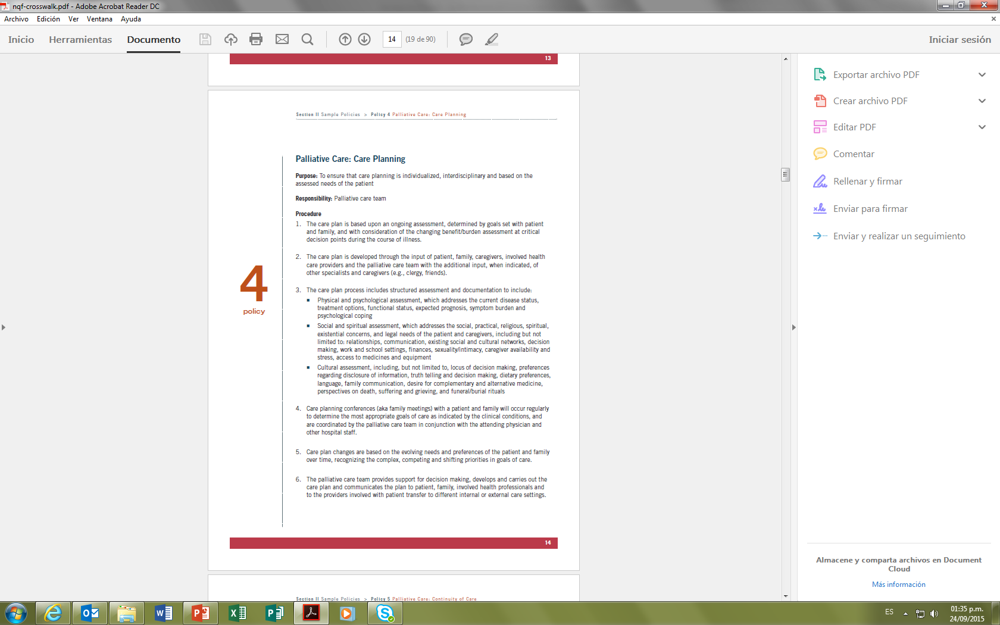 nqf-crosswalk.pdf - Adobe Acrobat Reader DC
Archivo Edición Ver Ventana Ayuda
Inicio Herramientas Documento 14 (19 de 90) Iniciar sesión
13
Section II Sample Policies > Policy 4 Palliative Care: Care Planning
Palliative Care: Care Planning
Purpose: To ensure that care planning is individualized, interdisciplinary and based on the
assessed needs of the patient
Responsibility: Palliative care team
Procedure
1. The care plan is based upon an ongoing assessment, determined by goals set with patient
and family, and with consideration of the changing benefit/burden assessment at critical
decision points during the course of illness.
2. The care plan is developed through the input of patient, family, caregivers, involved health
care providers and the palliative care team with the additional input, when indicated, of
other specialists and caregivers (e.g., clergy, friends).
4
policy
3. The care plan process includes structured assessment and documentation to include:
■ Physical and psychological assessment, which addresses the current disease status,
treatment options, functional status, expected prognosis, symptom burden and
psychological coping
■ Social and spiritual assessment, which addresses the social, practical, religious, spiritual,
existential concerns, and legal needs of the patient and caregivers, including but not
limited to: relationships, communication, existing social and cultural networks, decision
making, work and school settings, finances, sexuality/intimacy, caregiver availability and
stress, access to medicines and equipment
■ Cultural assessment, including, but not limited to, locus of decision making, preferences
regarding disclosure of information, truth telling and decision making, dietary preferences,
language, family communication, desire for complementary and alternative medicine,
perspectives on death, suffering and grieving, and funeral/burial rituals
4. Care planning conferences (aka family meetings) with a patient and family will occur regularly
to determine the most appropriate goals of care as indicated by the clinical conditions, and
are coordinated by the palliative care team in conjunction with the attending physician and
other hospital staff.
5. Care plan changes are based on the evolving needs and preferences of the patient and family
over time, recognizing the complex, competing and shifting priorities in goals of care.
6. The palliative care team provides support for decision making, develops and carries out the
care plan and communicates the plan to patient, family, involved health professionals and
to the providers involved with patient transfer to different internal or external care settings.
14
Section II Sample Policies > Policy 5 Palliative Care: Continuity of Care
Exportar archivo PDF
Crear archivo PDF
Editar PDF
Comentar
Rellenar y firmar
Enviar para firmar
Enviar y realizar un seguimiento
Almacene y comparta archivos en Document
Cloud
Más información
ES
01:35 p.m.
24/09/2015